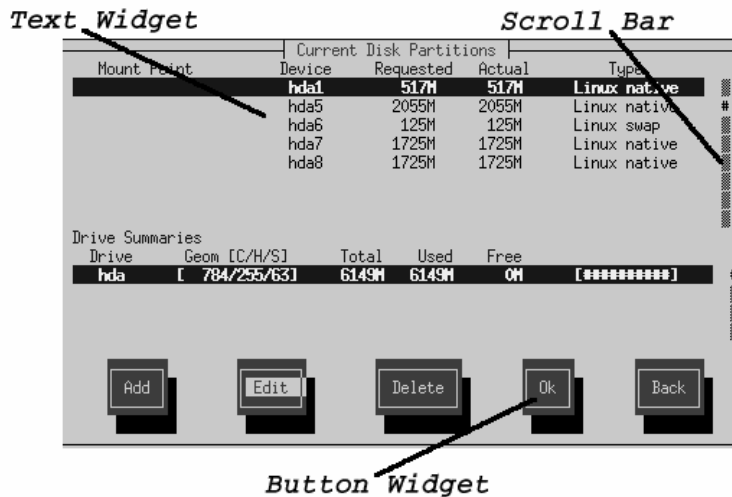 Text Widget Scroll Bar
Current Disk Partitions
Mount Point Device Requested Actual Type
hda1 517M 517M Linux native
hda5 2055M 2055M Linux native #
hda6 125M 125M Linux swap
hda7 1725M 1725M Linux native
hda8 1725M 1725M Linux native
Drive Summaries
Drive Geom [C/H/S] Total Used Free
hda [ 784/255/63] 6149M 6149M 0M [##########] #
Add Edit Delete Ok Back
Button Widget